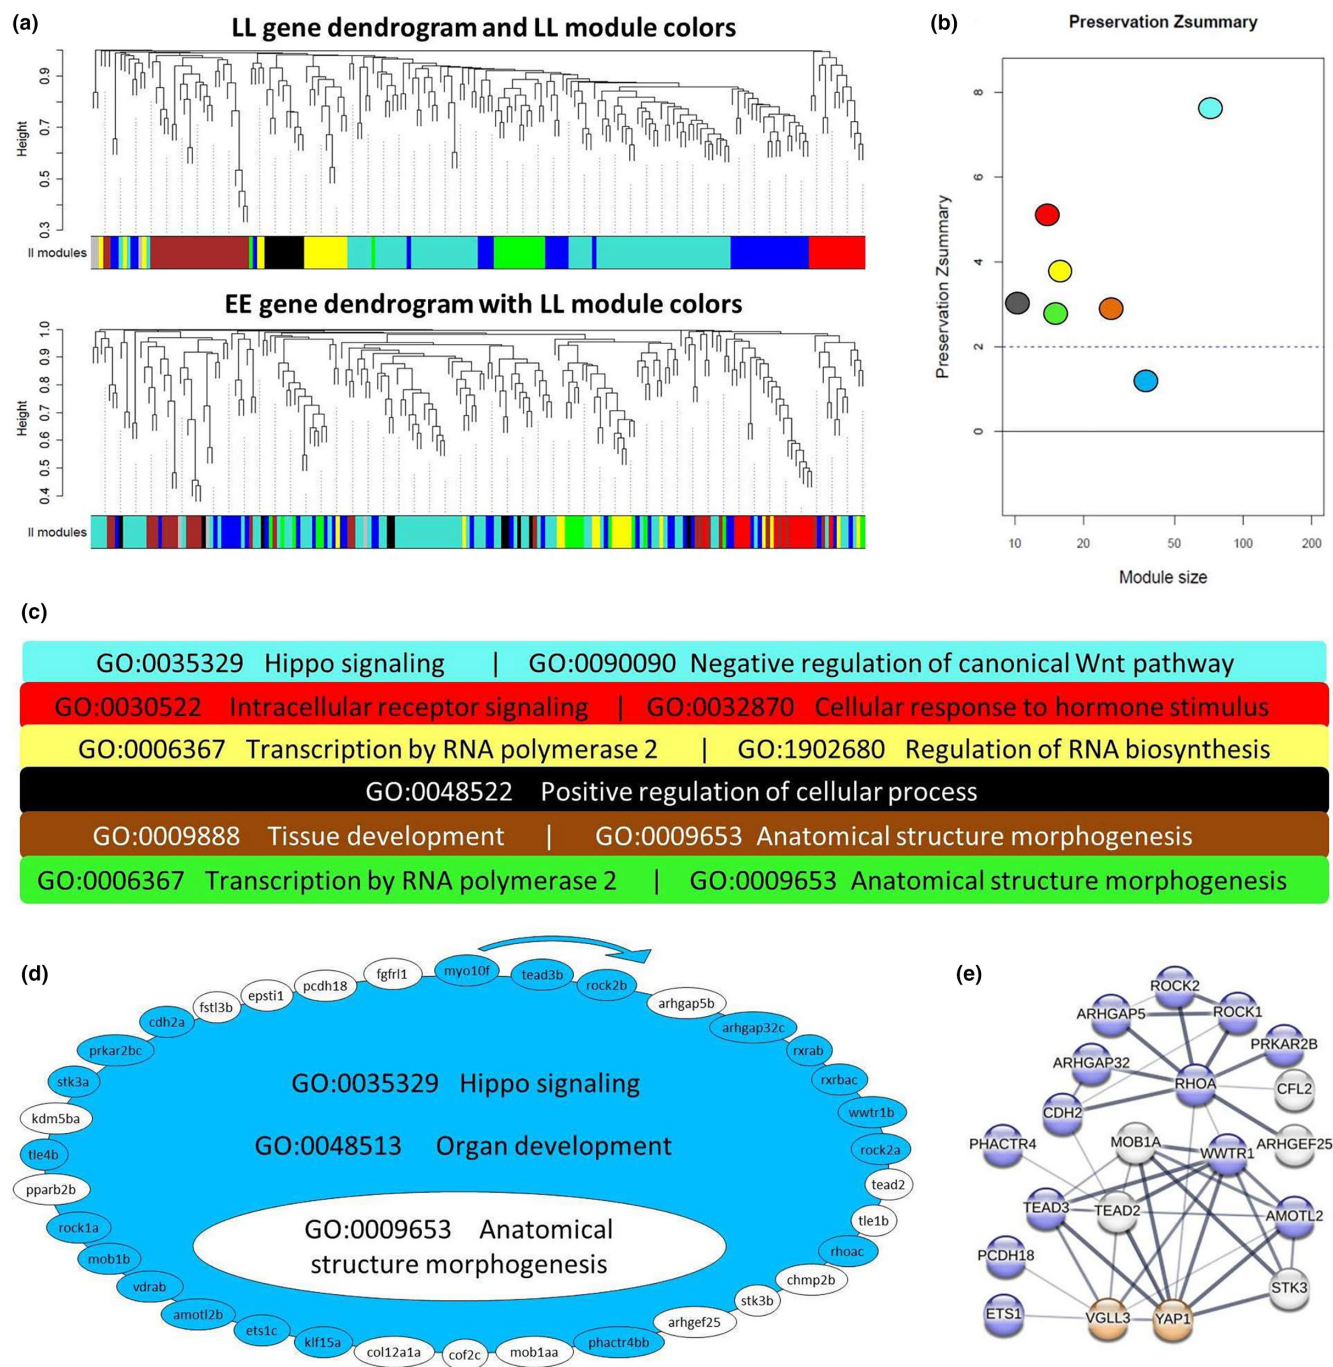 (a)
LL gene dendrogram and LL module colors
Height
0.9
0.7
0.5
0.3
ll modules
EE gene dendrogram with LL module colors
Height
1.0
0.9
0.8
0.7
0.6
0.5
0.4
ll modules
(b)
Preservation Zsummary
Preservation Zsummary
8
6
4
2
0
10 20 50 100 200
Module size
(c)
GO:0035329 Hippo signaling | GO:0090090 Negative regulation of canonical Wnt pathway
GO:0030522 Intracellular receptor signaling | GO:0032870 Cellular response to hormone stimulus
GO:0006367 Transcription by RNA polymerase 2 | GO:1902680 Regulation of RNA biosynthesis
GO:0048522 Positive regulation of cellular process
GO:0009888 Tissue development | GO:0009653 Anatomical structure morphogenesis
GO:0006367 Transcription by RNA polymerase 2 | GO:0009653 Anatomical structure morphogenesis
(d)
myo10f
tead3b
rock2b
arhgap5b
arhgap32c
rxrab
rxrbac
wwtr1b
rock2a
tead2
tle1b
rhoac
chmp2b
stk3b
arhgef25
phactr4bb
mob1aa
cof2c
col12a1a
klf15a
ets1c
amotl2b
vdrab
mob1b
rock1a
pparb2b
tle4b
kdm5ba
stk3a
prkar2bc
cdh2a
fstl3b
epsti1
pcdh18
fgfrl1
GO:0035329 Hippo signaling
GO:0048513 Organ development
GO:0009653 Anatomical
structure morphogenesis
(e)
ROCK2
ARHGAP5
ROCK1
PRKAR2B
ARHGAP32
RHOA
CFL2
CDH2
MOB1A
ARHGEF25
PHACTR4
WWTR1
TEAD3
TEAD2
AMOTL2
PCDH18
STK3
ETS1
VGLL3
YAP1